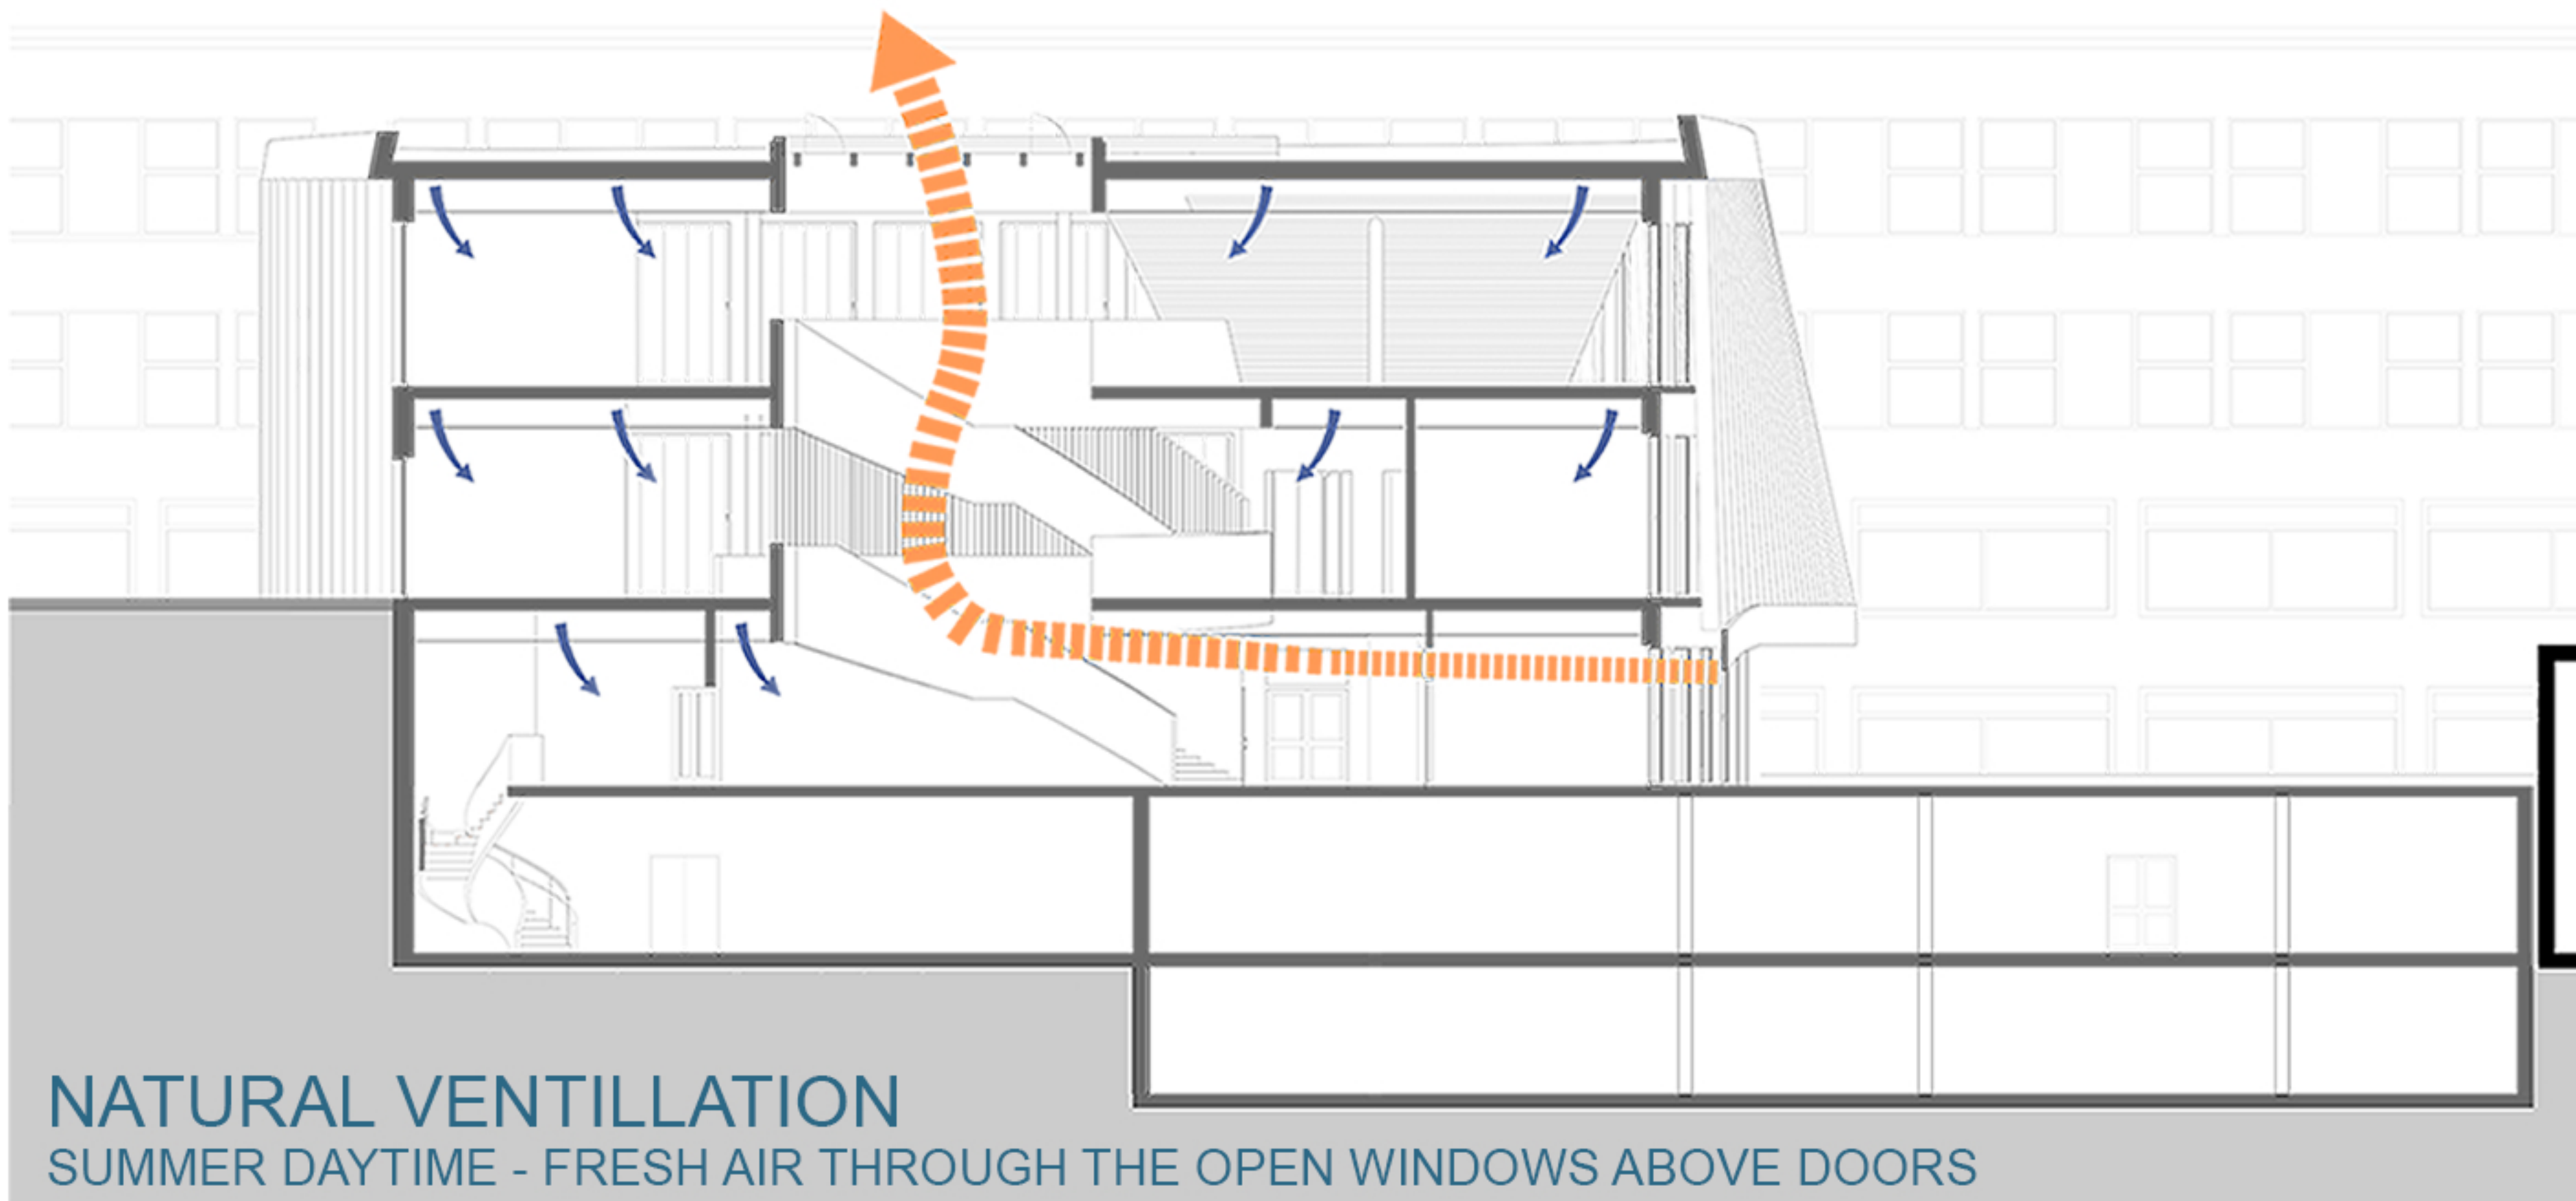 NATURAL VENTILLATION
SUMMER DAYTIME - FRESH AIR THROUGH THE OPEN WINDOWS ABOVE DOORS